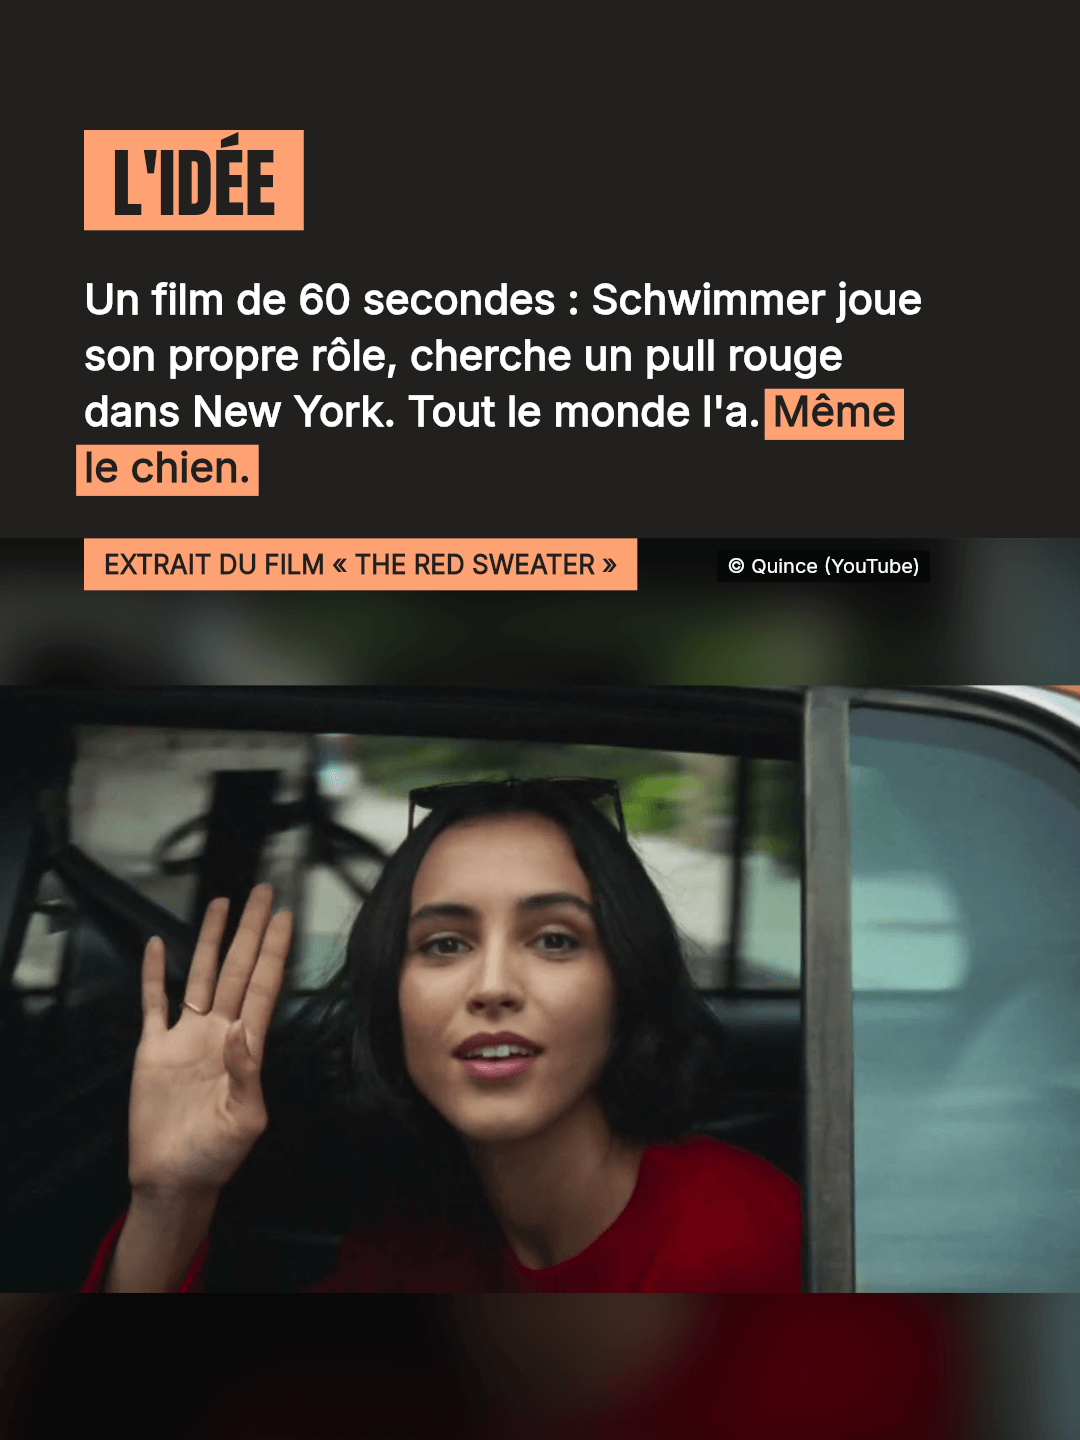 L'IDÉE
Un film de 60 secondes : Schwimmer joue
son propre rôle, cherche un pull rouge
dans New York. Tout le monde l'a. Même
le chien.
EXTRAIT DU FILM « THE RED SWEATER »
© Quince (YouTube)